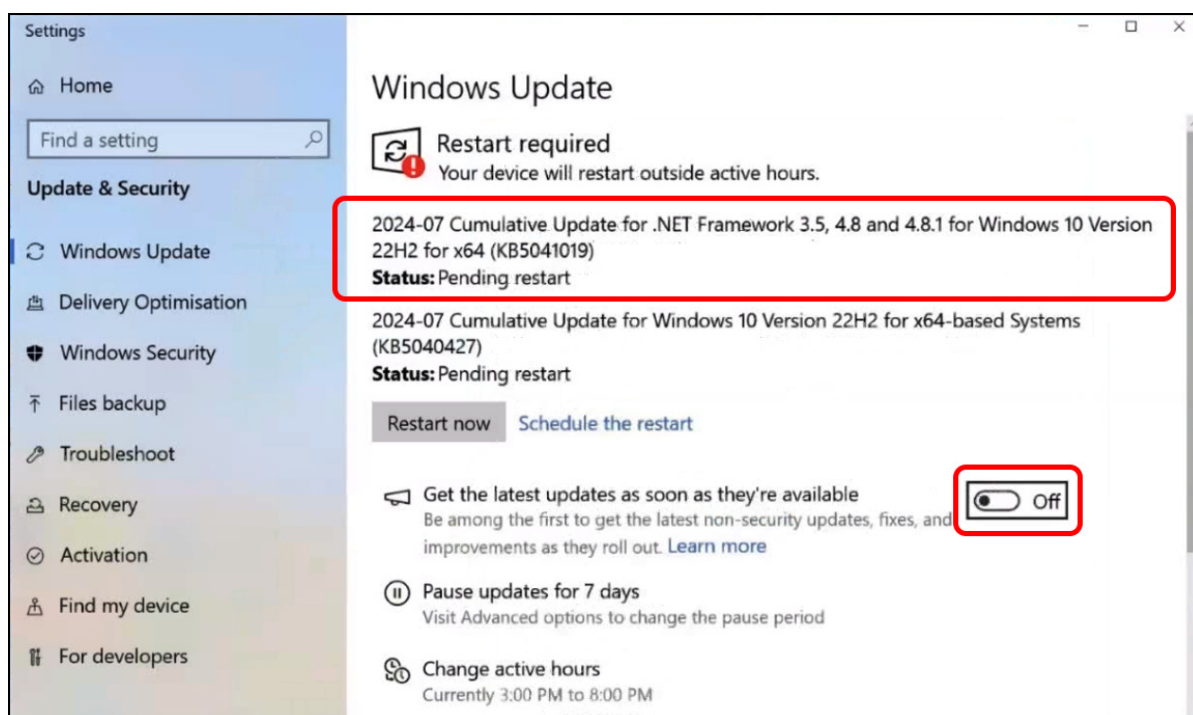 Settings
Home
Find a setting
Update & Security
Windows Update
Delivery Optimisation
Windows Security
Files backup
Troubleshoot
Recovery
Activation
Find my device
For developers
Windows Update
Restart required
Your device will restart outside active hours.
2024-07 Cumulative Update for .NET Framework 3.5, 4.8 and 4.8.1 for Windows 10 Version
22H2 for x64 (KB5041019)
Status: Pending restart
2024-07 Cumulative Update for Windows 10 Version 22H2 for x64-based Systems
(KB5040427)
Status: Pending restart
Restart now Schedule the restart
Get the latest updates as soon as they're available
Off
Be among the first to get the latest non-security updates, fixes, and
improvements as they roll out. Learn more
Pause updates for 7 days
Visit Advanced options to change the pause period
Change active hours
Currently 3:00 PM to 8:00 PM